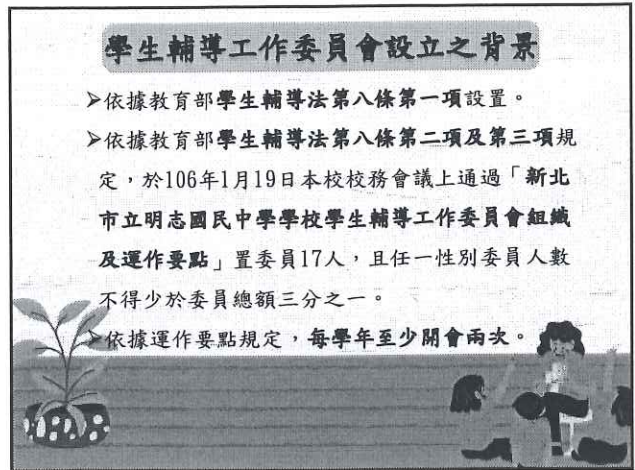 學生輔導工作委員會設立之背景
➢依據教育部學生輔導法第八條第一項設置。
➢依據教育部學生輔導法第八條第二項及第三項規
定,於106年1月19日本校校務會議上通過「新北
市立明志國民中學學校學生輔導工作委員會組織
及運作要點」置委員17人,且任一性別委員人數
不得少於委員總額三分之一。
➢依據運作要點規定,每學年至少開會兩次。